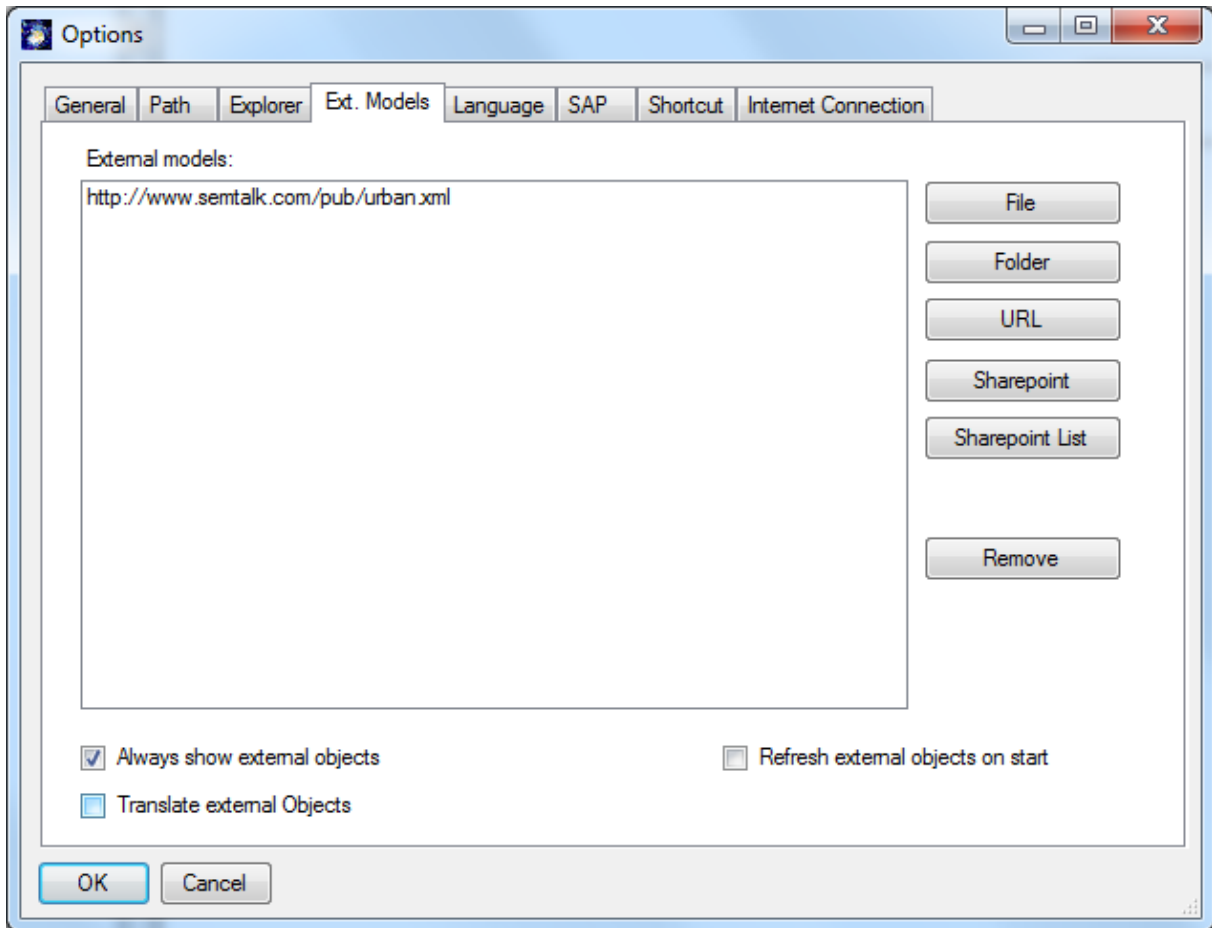 Options
General Path Explorer Ext. Models Language SAP Shortcut Internet Connection
External models:
http://www.semtalk.com/pub/urban.xml
File
Folder
URL
Sharepoint
Sharepoint List
Remove
Always show external objects Refresh external objects on start
Translate external Objects
OK Cancel